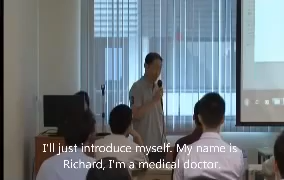 I'll just introduce myself. My name is
Richard, I'm a medical doctor.